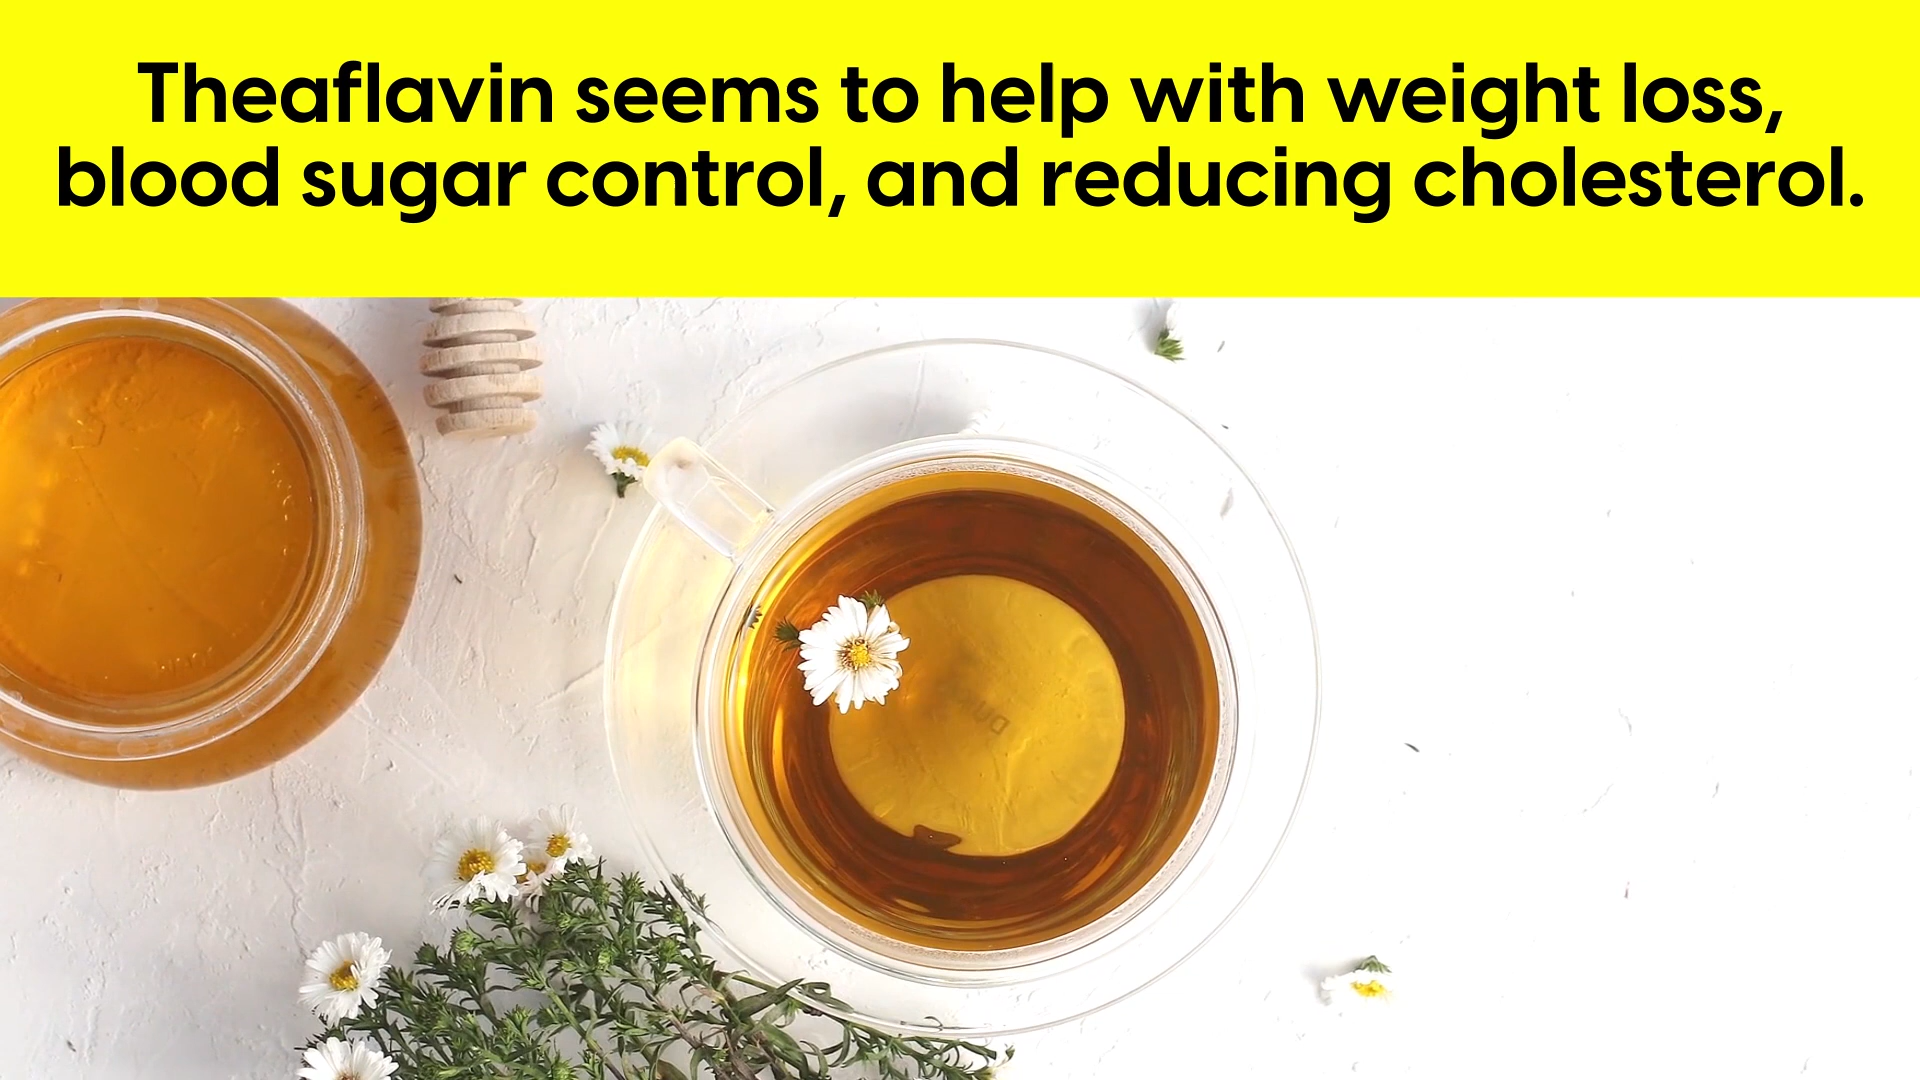 Theaflavin seems to help with weight loss,
blood sugar control, and reducing cholesterol.